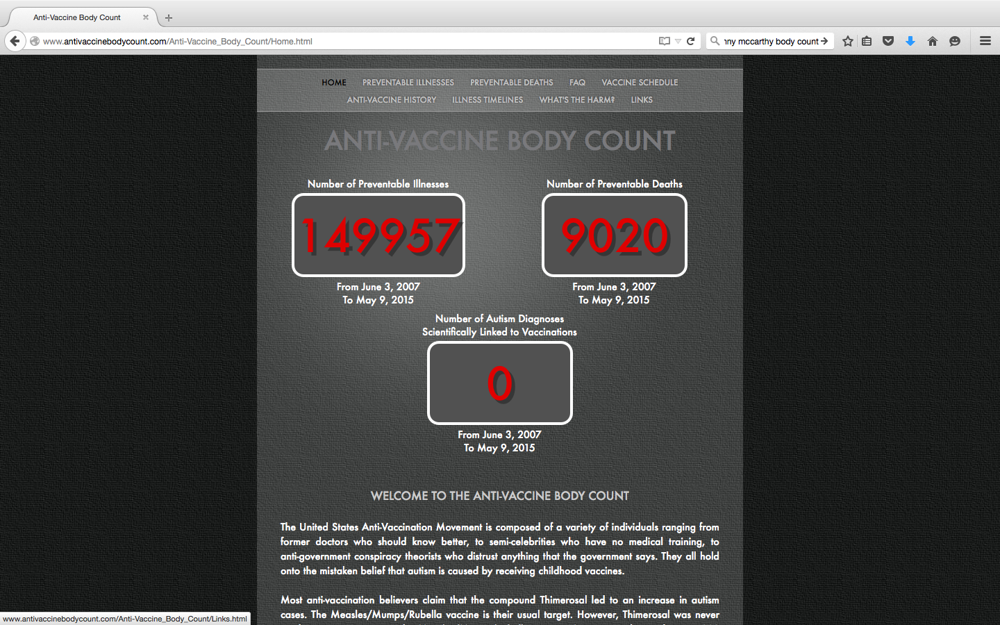 Anti-Vaccine Body Count
www.antivaccinebodycount.com/Anti-Vaccine_Body_Count/Home.html
nny mccarthy body count
HOME PREVENTABLE ILLNESSES PREVENTABLE DEATHS FAQ VACCINE SCHEDULE
ANTI-VACCINE HISTORY ILLNESS TIMELINES WHAT'S THE HARM? LINKS
ANTI-VACCINE BODY COUNT
Number of Preventable Illnesses
149957
From June 3, 2007
To May 9, 2015
Number of Preventable Deaths
9020
From June 3, 2007
To May 9, 2015
Number of Autism Diagnoses
Scientifically Linked to Vaccinations
0
From June 3, 2007
To May 9, 2015
WELCOME TO THE ANTI-VACCINE BODY COUNT
The United States Anti-Vaccination Movement is composed of a variety of individuals ranging from
former doctors who should know better, to semi-celebrities who have no medical training, to
anti-government conspiracy theorists who distrust anything that the government says. They all hold
onto the mistaken belief that autism is caused by receiving childhood vaccines.
Most anti-vaccination believers claim that the compound Thimerosal led to an increase in autism
cases. The Measles/Mumps/Rubella vaccine is their usual target. However, Thimerosal was never
www.antivaccinebodycount.com/Anti-Vaccine_Body_Count/Links.html